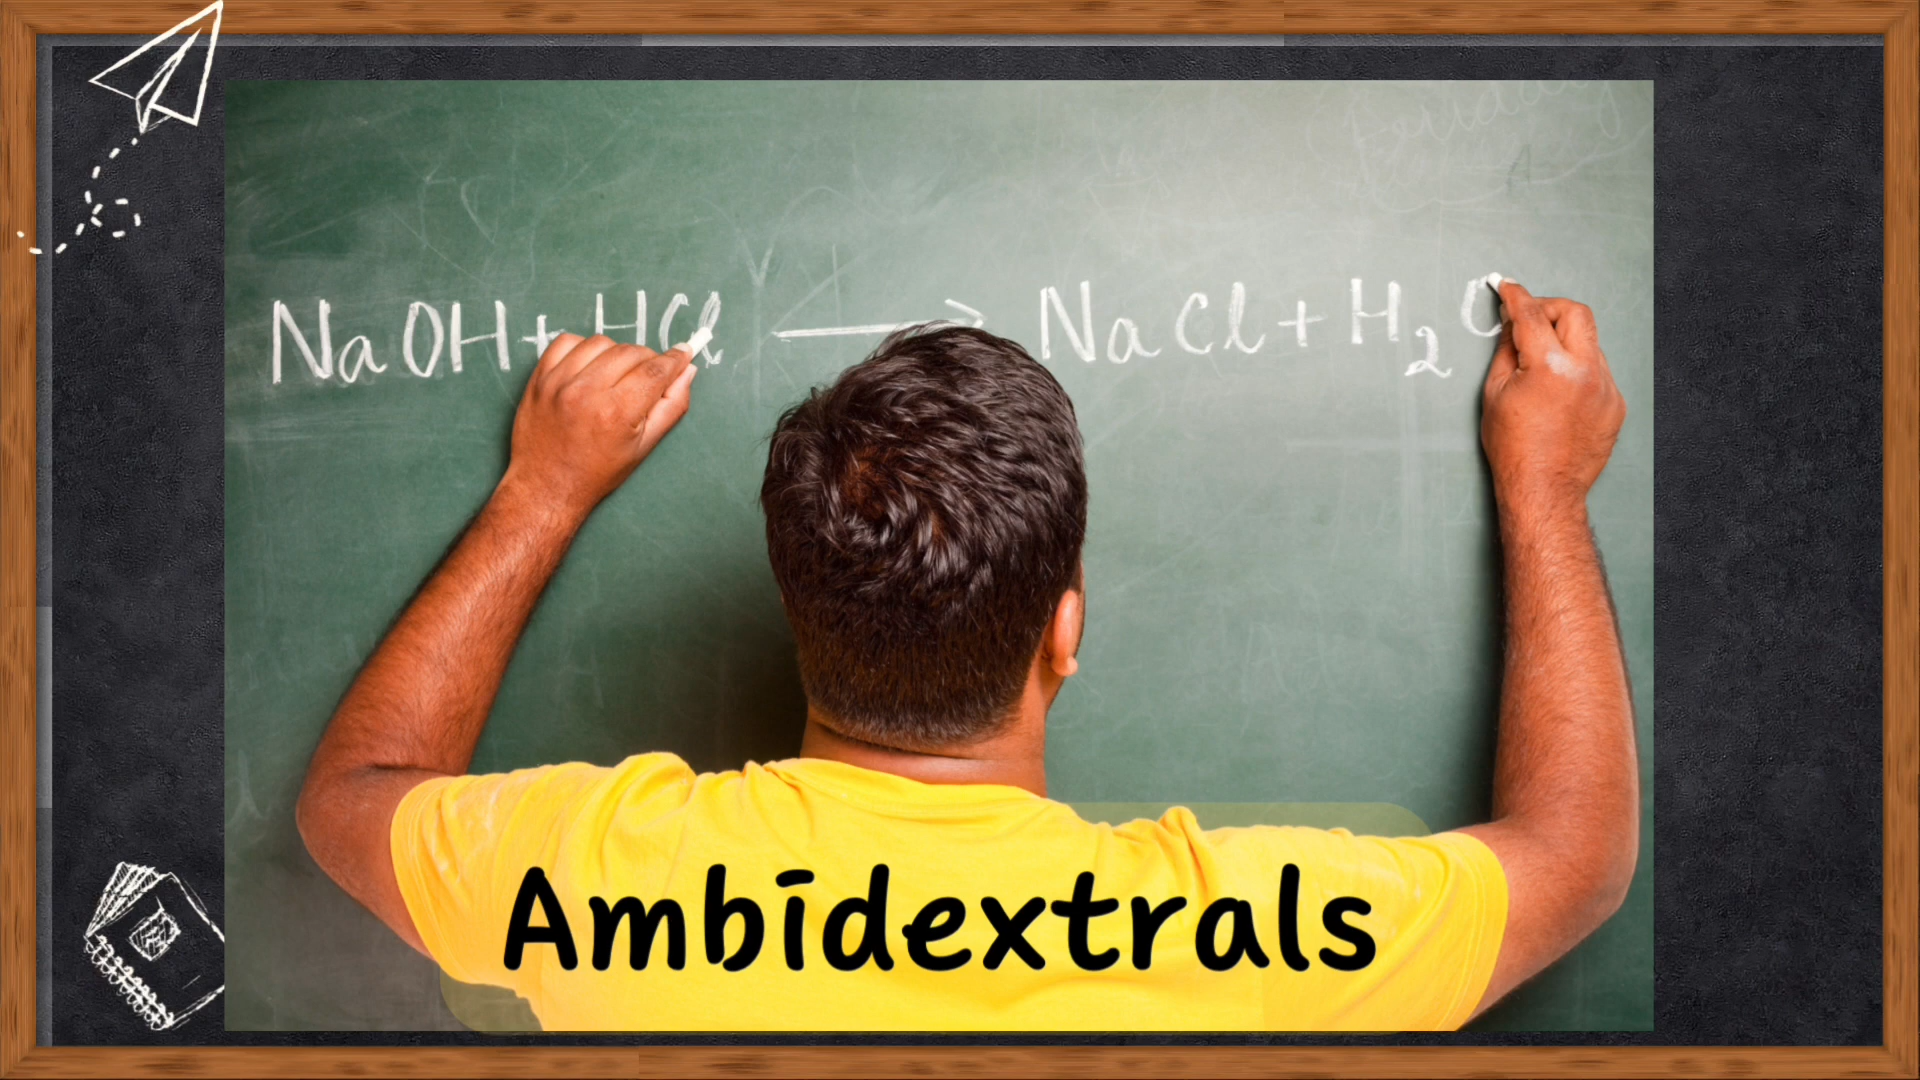 NaOH + HCl ⟶ NaCl + H₂O
Ambidextrals